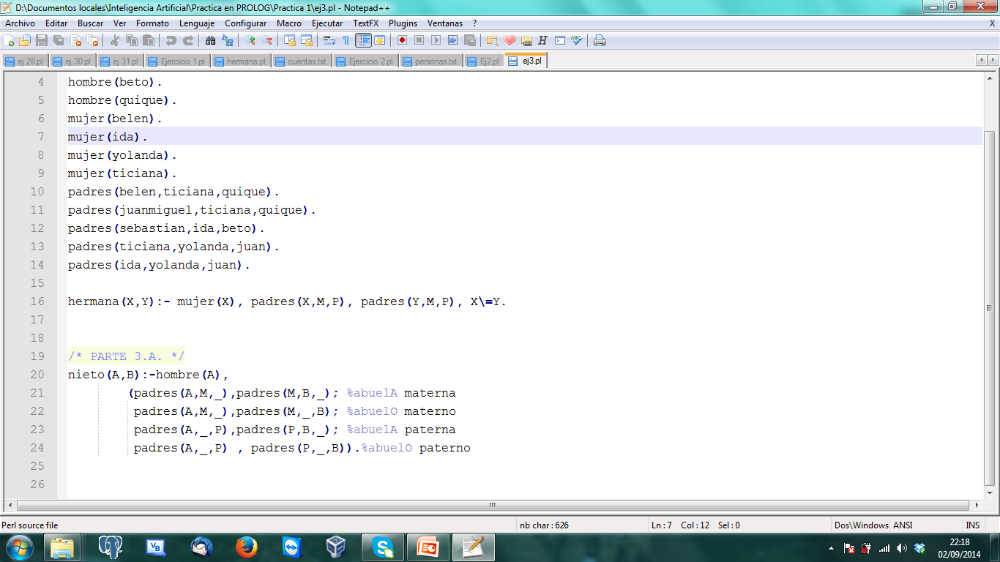 D:\Documentos locales\Inteligencia Artificial\Practica en PROLOG\Practica 1\ej3.pl - Notepad++
Archivo Editar Buscar Ver Formato Lenguaje Configurar Macro Ejecutar TextFX Plugins Ventanas ? X
ej 28.pl ej 30.pl ej 31.pl Ejercicio 1.pl hermana.pl cuentas.txt Ejercicio 2.pl personas.txt Ej2.pl ej3.pl
4 hombre(beto).
5 hombre(quique).
6 mujer(belen).
7 mujer(ida).
8 mujer(yolanda).
9 mujer(ticiana).
10 padres(belen,ticiana,quique).
11 padres(juanmiguel,ticiana,quique).
12 padres(sebastian,ida,beto).
13 padres(ticiana,yolanda,juan).
14 padres(ida,yolanda,juan).
15
16 hermana(X,Y):- mujer(X), padres(X,M,P), padres(Y,M,P), X\=Y.
17
18
19 /* PARTE 3.A. */
20 nieto(A,B):-hombre(A),
21 (padres(A,M,_),padres(M,B,_); %abuelA materna
22 padres(A,M,_),padres(M,_,B); %abuelO materno
23 padres(A,_,P),padres(P,B,_); %abuelA paterna
24 padres(A,_,P) , padres(P,_,B)).%abuelO paterno
25
26
Perl source file nb char : 626 Ln : 7 Col : 12 Sel : 0 Dos\Windows ANSI INS
22:18
02/09/2014